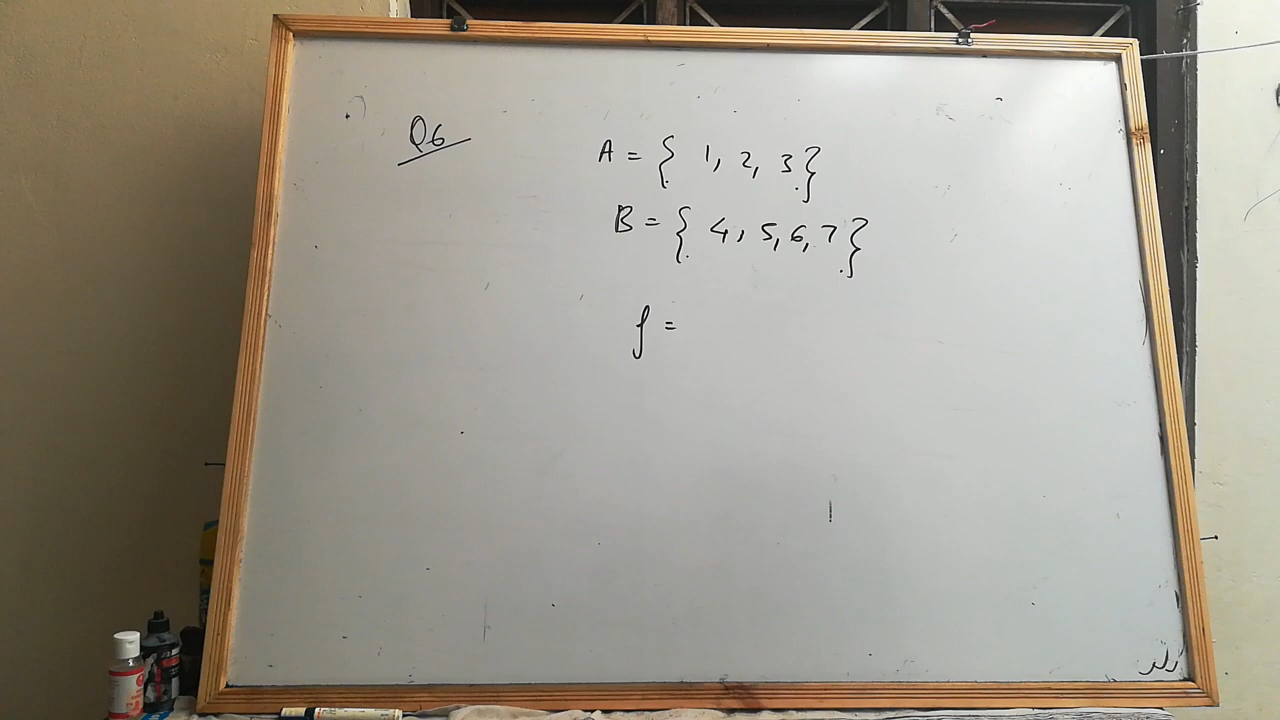 Q6
A = { 1, 2, 3 }
B = { 4, 5, 6, 7 }
f =